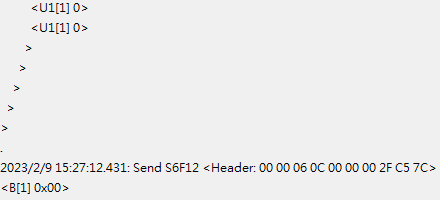 <U1[1] 0>
<U1[1] 0>
>
>
>
>
>
.
2023/2/9 15:27:12.431: Send S6F12 <Header: 00 00 06 0C 00 00 00 2F C5 7C>
<B[1] 0x00>